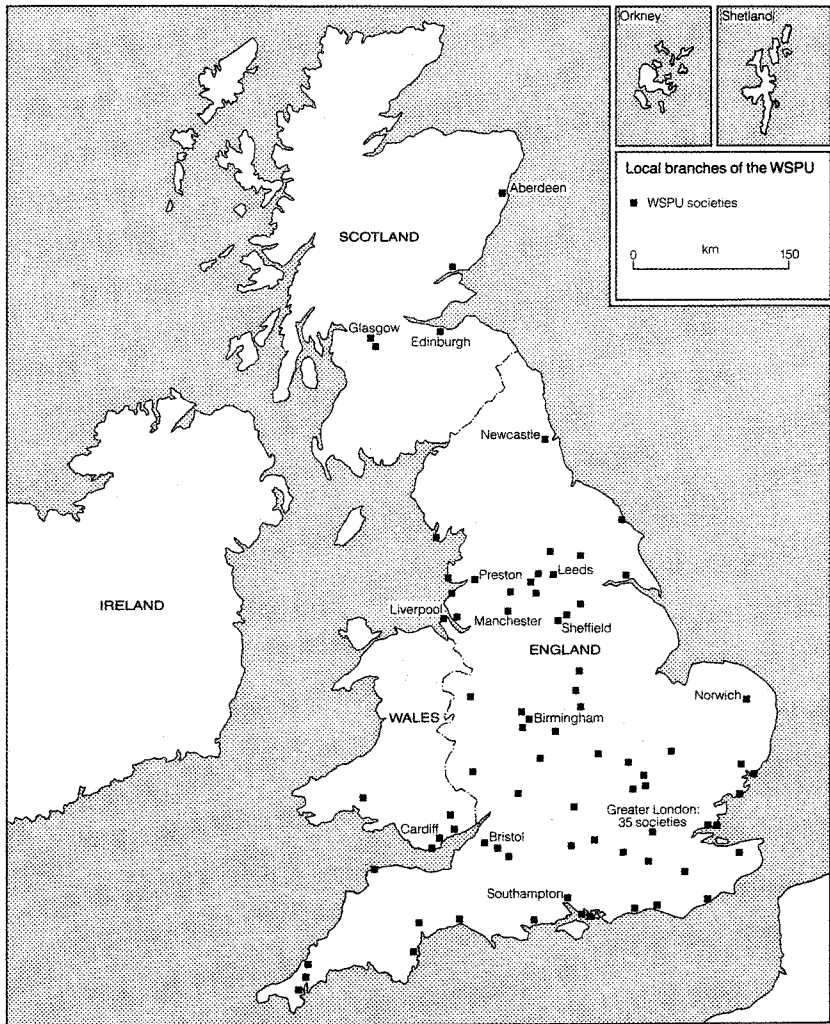 Orkney
Shetland
Local branches of the WSPU
WSPU societies
km
0 150
Aberdeen
SCOTLAND
Glasgow
Edinburgh
Newcastle
Preston
Leeds
IRELAND
Liverpool
Manchester
Sheffield
ENGLAND
Norwich
WALES
Birmingham
Greater London:
35 societies
Cardiff
Bristol
Southampton